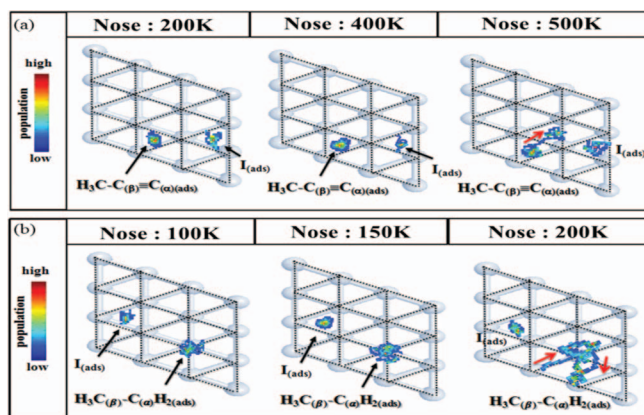 (a)
Nose : 200K
Nose : 400K
Nose : 500K
high
population
low
I(ads)
I(ads)
I(ads)
H₃C-C(β)≡C(α)(ads)
H₃C-C(β)≡C(α)(ads)
H₃C-C(β)≡C(α)(ads)
(b)
Nose : 100K
Nose : 150K
Nose : 200K
high
population
low
I(ads)
I(ads)
I(ads)
H₃C(β)-C(α)H₂(ads)
H₃C(β)-C(α)H₂(ads)
H₃C(β)-C(α)H₂(ads)